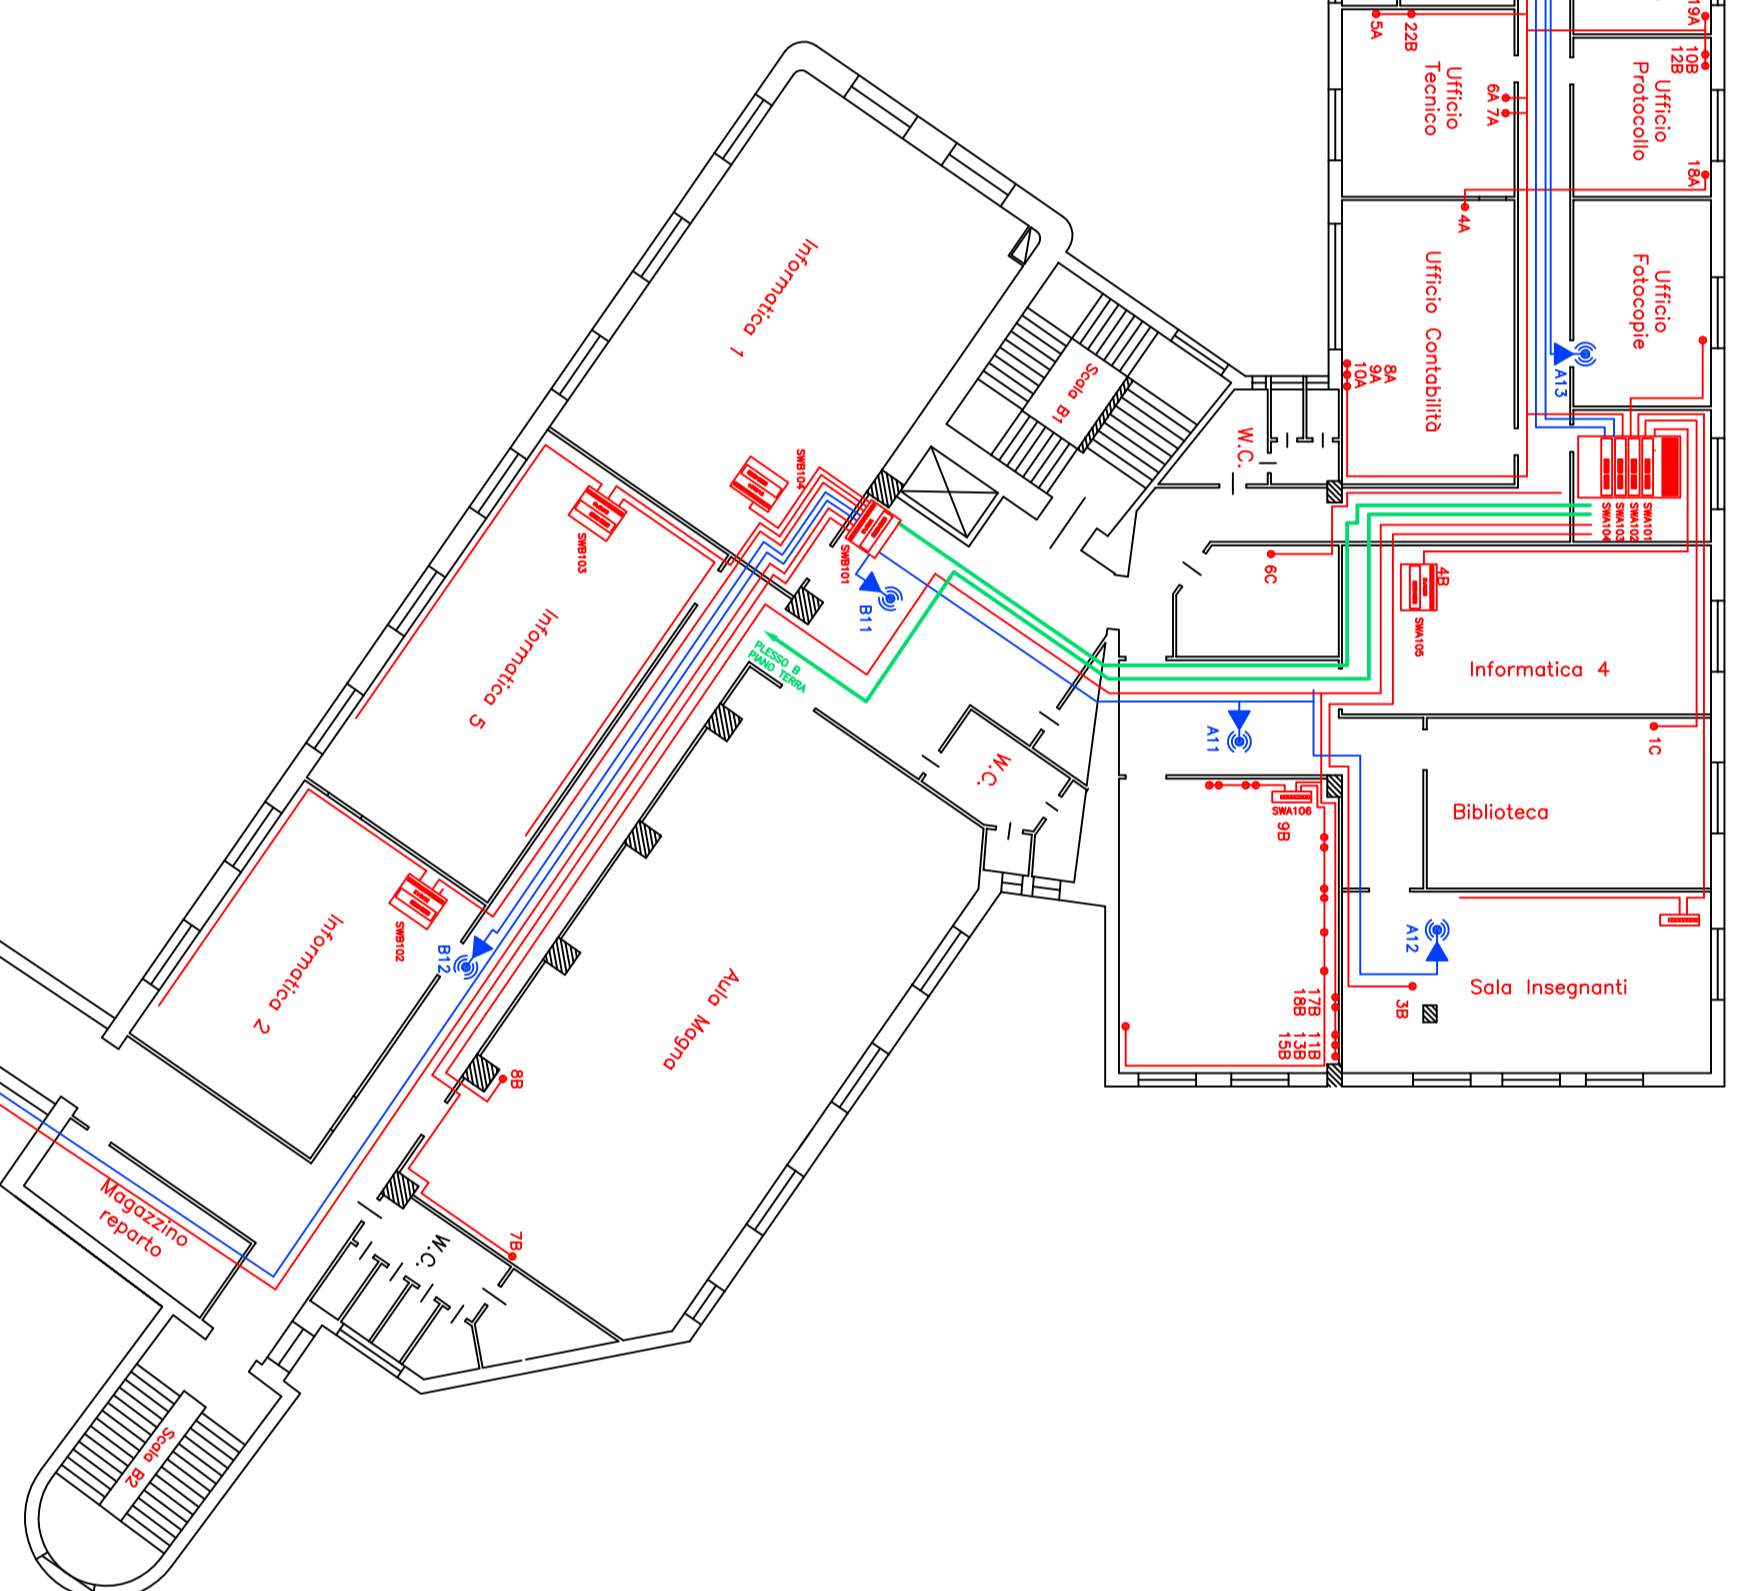 19A
5A
22B
10B
12B
Ufficio
Tecnico
6A 7A
Ufficio
Protocollo
18A
4A
Ufficio Contabilità
Ufficio
Fotocopie
8A
9A
10A
A13
Informatica 1
Scala B1
W.C.
SWB104
SWB103
SWB101
SWA101
SWA102
SWA103
SWA104
6C
4B
SWA105
B11
Informatica 5
PLESSO B
PIANO TERRA
Informatica 4
A11
1C
W.C.
SWA106
9B
Biblioteca
SWB102
B12
Informatica 2
Aula Magna
A12
Sala Insegnanti
3B
17B
18B
11B
13B
15B
8B
7B
W.C.
Magazzino
reparto
Scala B2